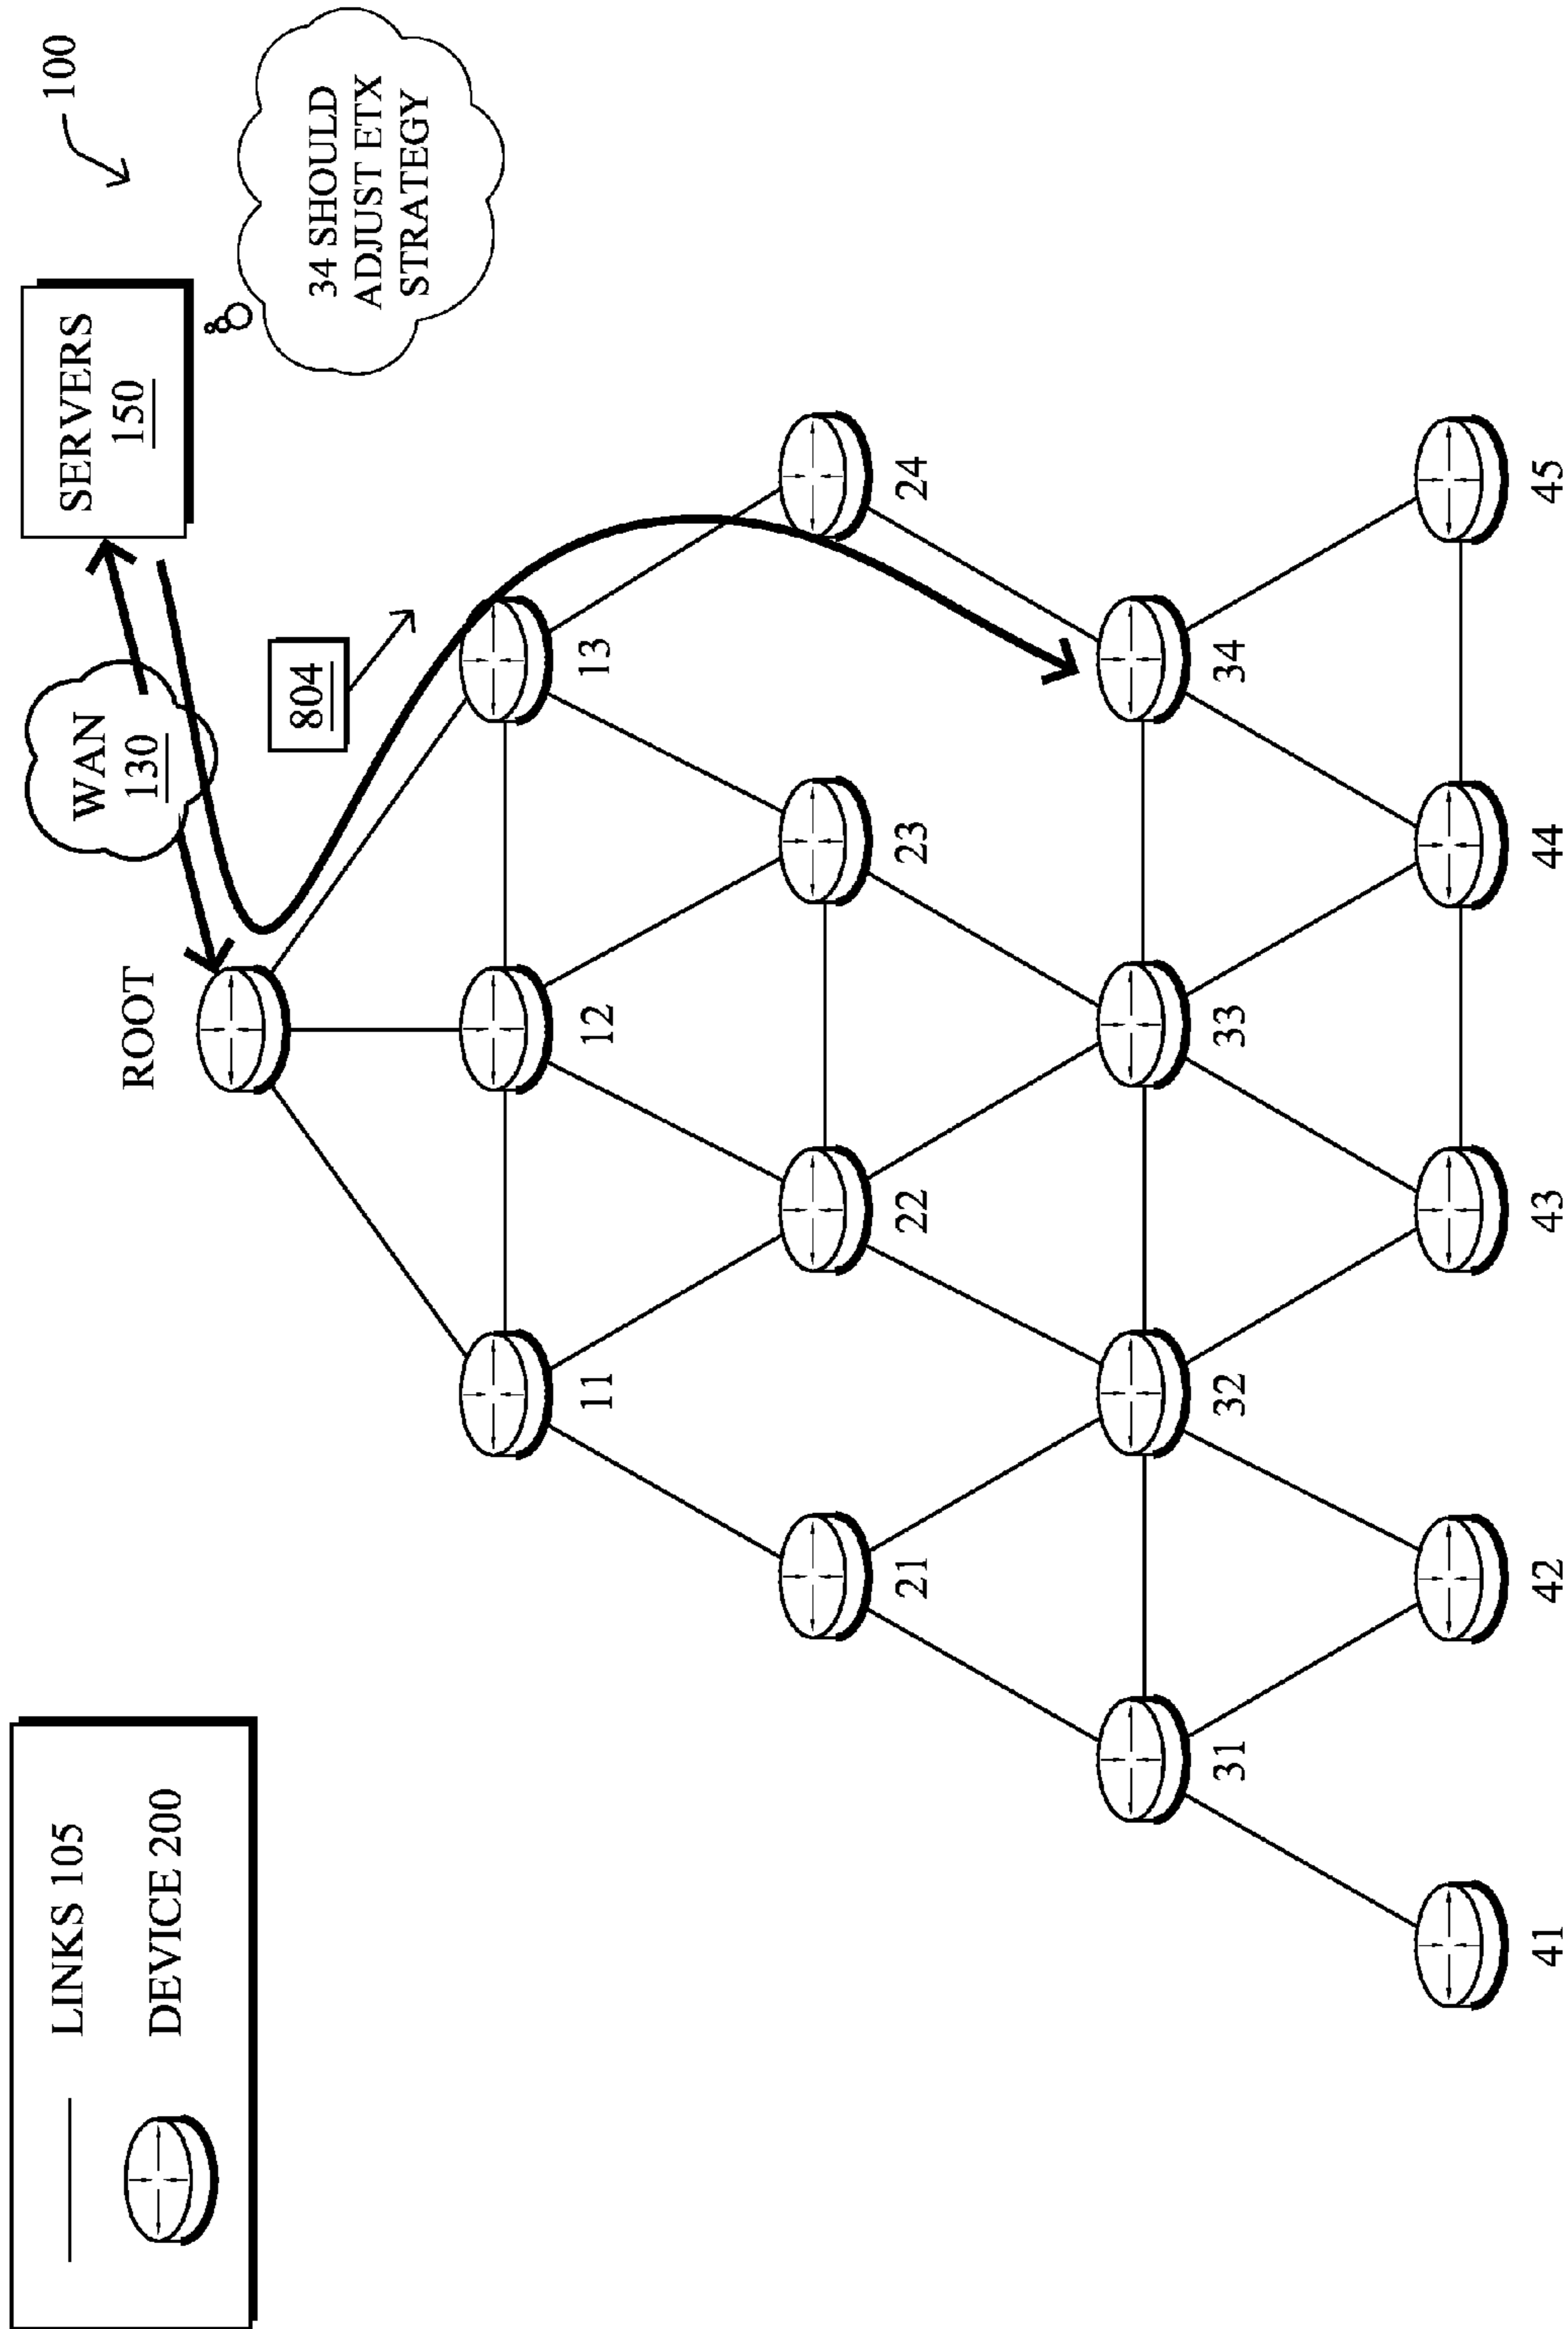 LINKS 105
DEVICE 200
100
SERVERS
150
WAN
130
34 SHOULD
ADJUST ETX
STRATEGY
804
ROOT
11
12
13
21
22
23
24
31
32
33
34
41
42
43
44
45